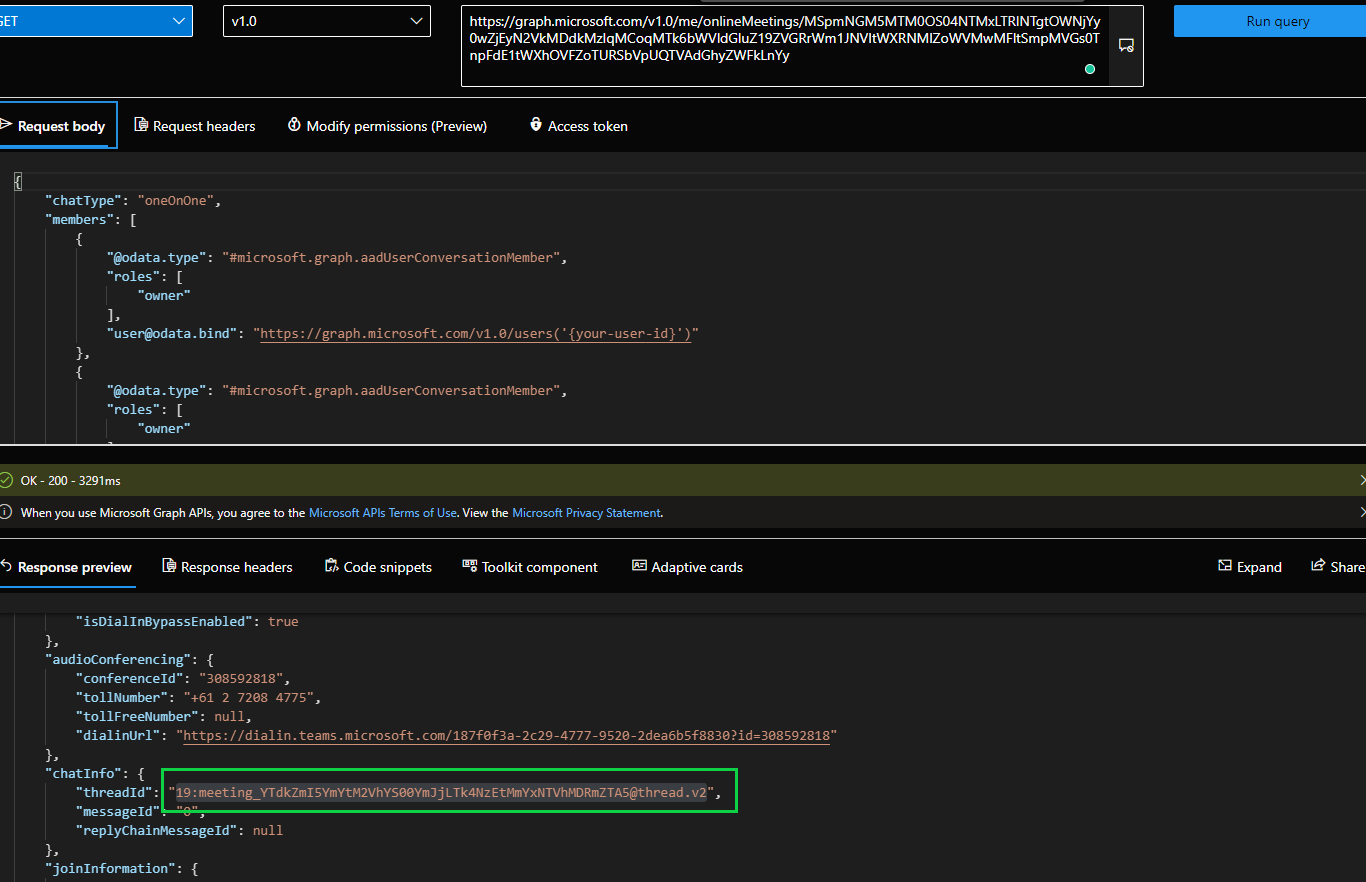 GET
v1.0
https://graph.microsoft.com/v1.0/me/onlineMeetings/MSpmNGM5MTM0OS04NTMxLTRlNTgtOWNjYy
0wZjEyN2VkMDdkMzIqMCoqMTk6bWVldGluZ19ZVGRrWm1JNVltWXRNMlZoWVMwMFltSmpMVGs0T
npFdE1tWXhOVFZoTURSbVpUQTVAdGhyZWFkLnYy
Run query
Request body
Request headers
Modify permissions (Preview)
Access token
{
"chatType": "oneOnOne",
"members": [
{
"@odata.type": "#microsoft.graph.aadUserConversationMember",
"roles": [
"owner"
],
"user@odata.bind": "https://graph.microsoft.com/v1.0/users('{your-user-id}')"
},
{
"@odata.type": "#microsoft.graph.aadUserConversationMember",
"roles": [
"owner"
OK - 200 - 3291ms
When you use Microsoft Graph APIs, you agree to the Microsoft APIs Terms of Use. View the Microsoft Privacy Statement.
Response preview
Response headers
Code snippets
Toolkit component
Adaptive cards
Expand
Share
"isDialInBypassEnabled": true
},
"audioConferencing": {
"conferenceId": "308592818",
"tollNumber": "+61 2 7208 4775",
"tollFreeNumber": null,
"dialinUrl": "https://dialin.teams.microsoft.com/187f0f3a-2c29-4777-9520-2dea6b5f8830?id=308592818"
},
"chatInfo": {
"threadId": "19:meeting_YTdkZmI5YmYtM2VhYS00YmJjLTk4NzEtMmYxNTVhMDRmZTA5@thread.v2",
"messageId": "0",
"replyChainMessageId": null
},
"joinInformation": {